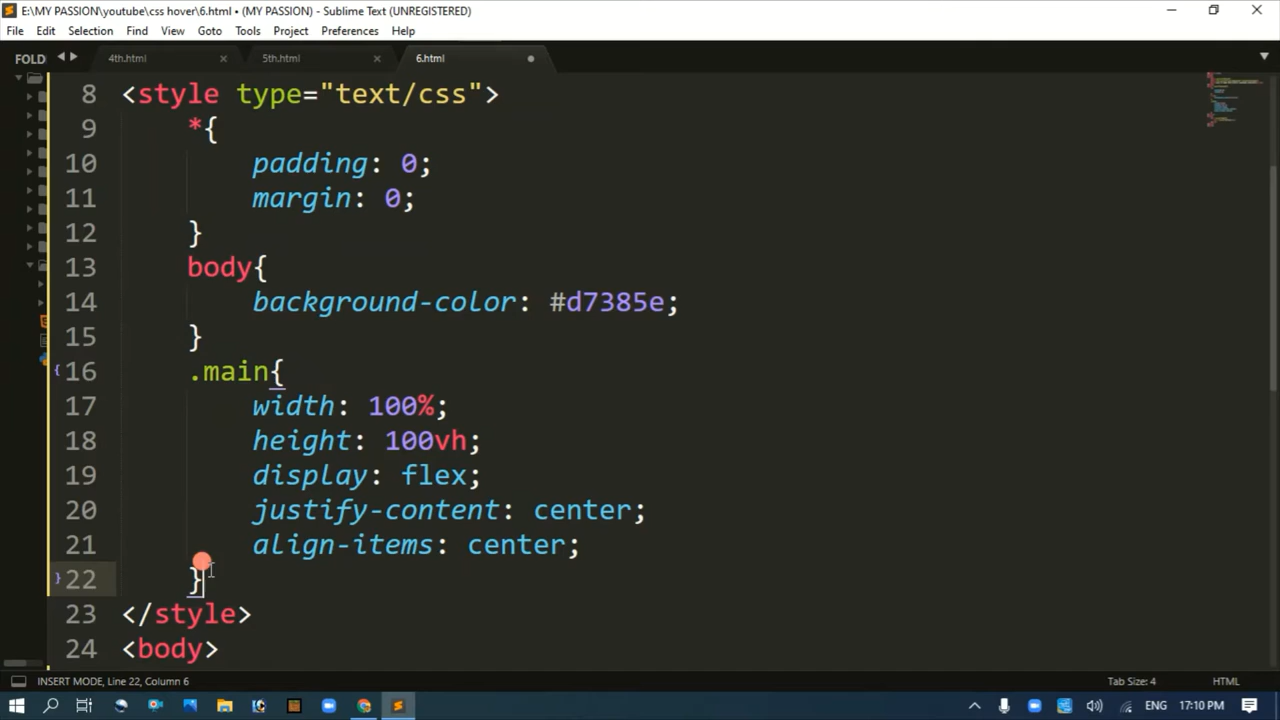 E:\MY PASSION\youtube\css hover\6.html • (MY PASSION) - Sublime Text (UNREGISTERED)
File Edit Selection Find View Goto Tools Project Preferences Help
FOLD 4th.html 5th.html 6.html
8 <style type="text/css">
9 *{
10 padding: 0;
11 margin: 0;
12 }
13 body{
14 background-color: #d7385e;
15 }
16 .main{
17 width: 100%;
18 height: 100vh;
19 display: flex;
20 justify-content: center;
21 align-items: center;
22 }
23 </style>
24 <body>
INSERT MODE, Line 22, Column 6 Tab Size: 4 HTML
ENG 17:10 PM